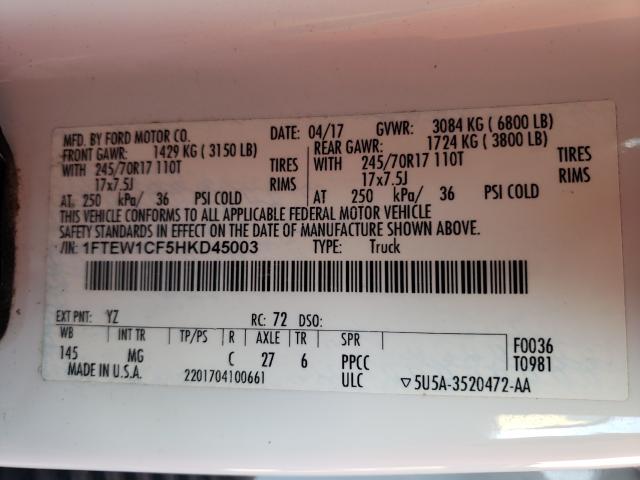 MFD. BY FORD MOTOR CO. DATE: 04/17 GVWR: 3084 KG ( 6800 LB)
FRONT GAWR: 1429 KG ( 3150 LB) REAR GAWR: 1724 KG ( 3800 LB)
WITH 245/70R17 110T TIRES WITH 245/70R17 110T TIRES
17x7.5J RIMS 17x7.5J RIMS
AT 250 kPa/ 36 PSI COLD AT 250 kPa/ 36 PSI COLD
THIS VEHICLE CONFORMS TO ALL APPLICABLE FEDERAL MOTOR VEHICLE
SAFETY STANDARDS IN EFFECT ON THE DATE OF MANUFACTURE SHOWN ABOVE.
/IN: 1FTEW1CF5HKD45003 TYPE: Truck
EXT PNT: YZ RC: 72 DSO:
WB INT TR TP/PS R AXLE TR SPR F0036
145 MG C 27 6 PPCC T0981
MADE IN U.S.A. 2201704100661 ULC ▽5U5A-3520472-AA